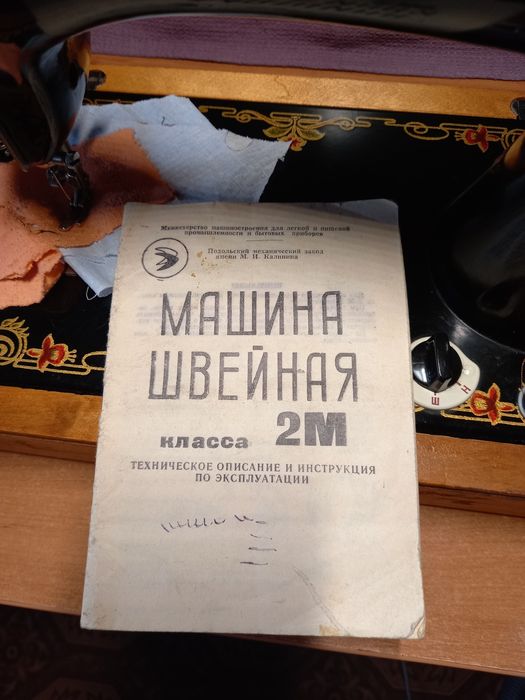 Министерство машиностроения для легкой и пищевой
промышленности и бытовых приборов
Подольский механический завод
имени М. И. Калинина
МАШИНА
ШВЕЙНАЯ
класса 2М
ТЕХНИЧЕСКОЕ ОПИСАНИЕ И ИНСТРУКЦИЯ
ПО ЭКСПЛУАТАЦИИ
Ш Н